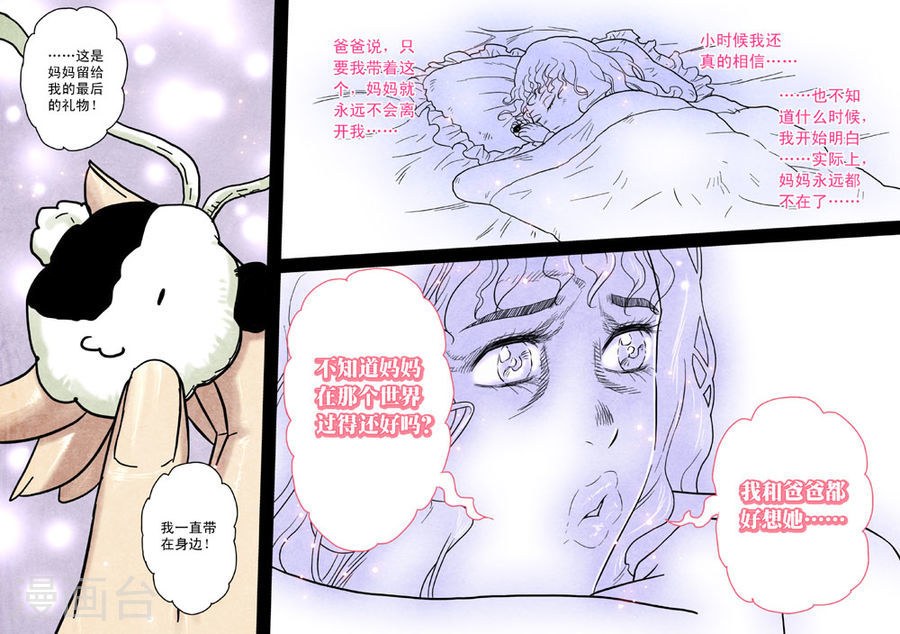 ……这是
妈妈留给
我的最后
的礼物！
我一直带
在身边！
爸爸说，只
要我带着这
个，妈妈就
永远不会离
开我……
小时候我还
真的相信……
……也不知
道什么时候，
我开始明白
……实际上，
妈妈永远都
不在了……
不知道妈妈
在那个世界
过得还好吗？
我和爸爸都
好想她……
漫画台